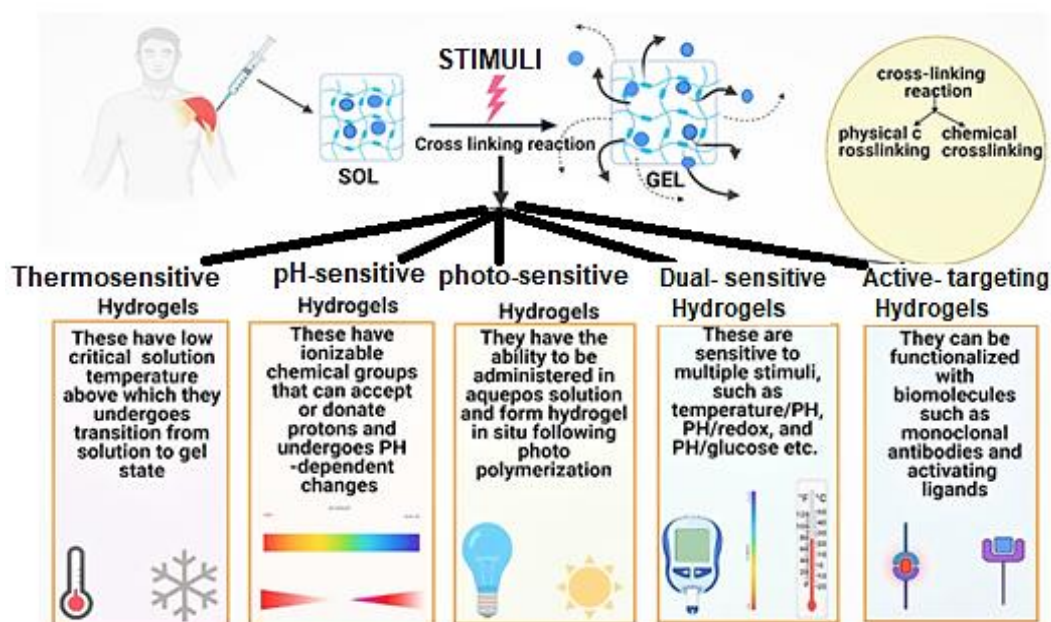 STIMULI
Cross linking reaction
SOL
GEL
cross-linking
reaction
physical c
rosslinking
chemical
crosslinking
Thermosensitive
Hydrogels
These have low
critical solution
temperature
above which they
undergoes
transition from
solution to gel
state
pH-sensitive
Hydrogels
These have
ionizable
chemical groups
that can accept
or donate
protons and
undergoes PH
-dependent
changes
photo-sensitive
Hydrogels
They have the
ability to be
administered in
aquepos solution
and form hydrogel
in situ following
photo
polymerization
Dual- sensitive
Hydrogels
These are
sensitive to
multiple stimuli,
such as
temperature/PH,
PH/redox, and
PH/glucose etc.
°F °C
Active- targeting
Hydrogels
They can be
functionalized
with
biomolecules
such as
monoclonal
antibodies and
activating
ligands